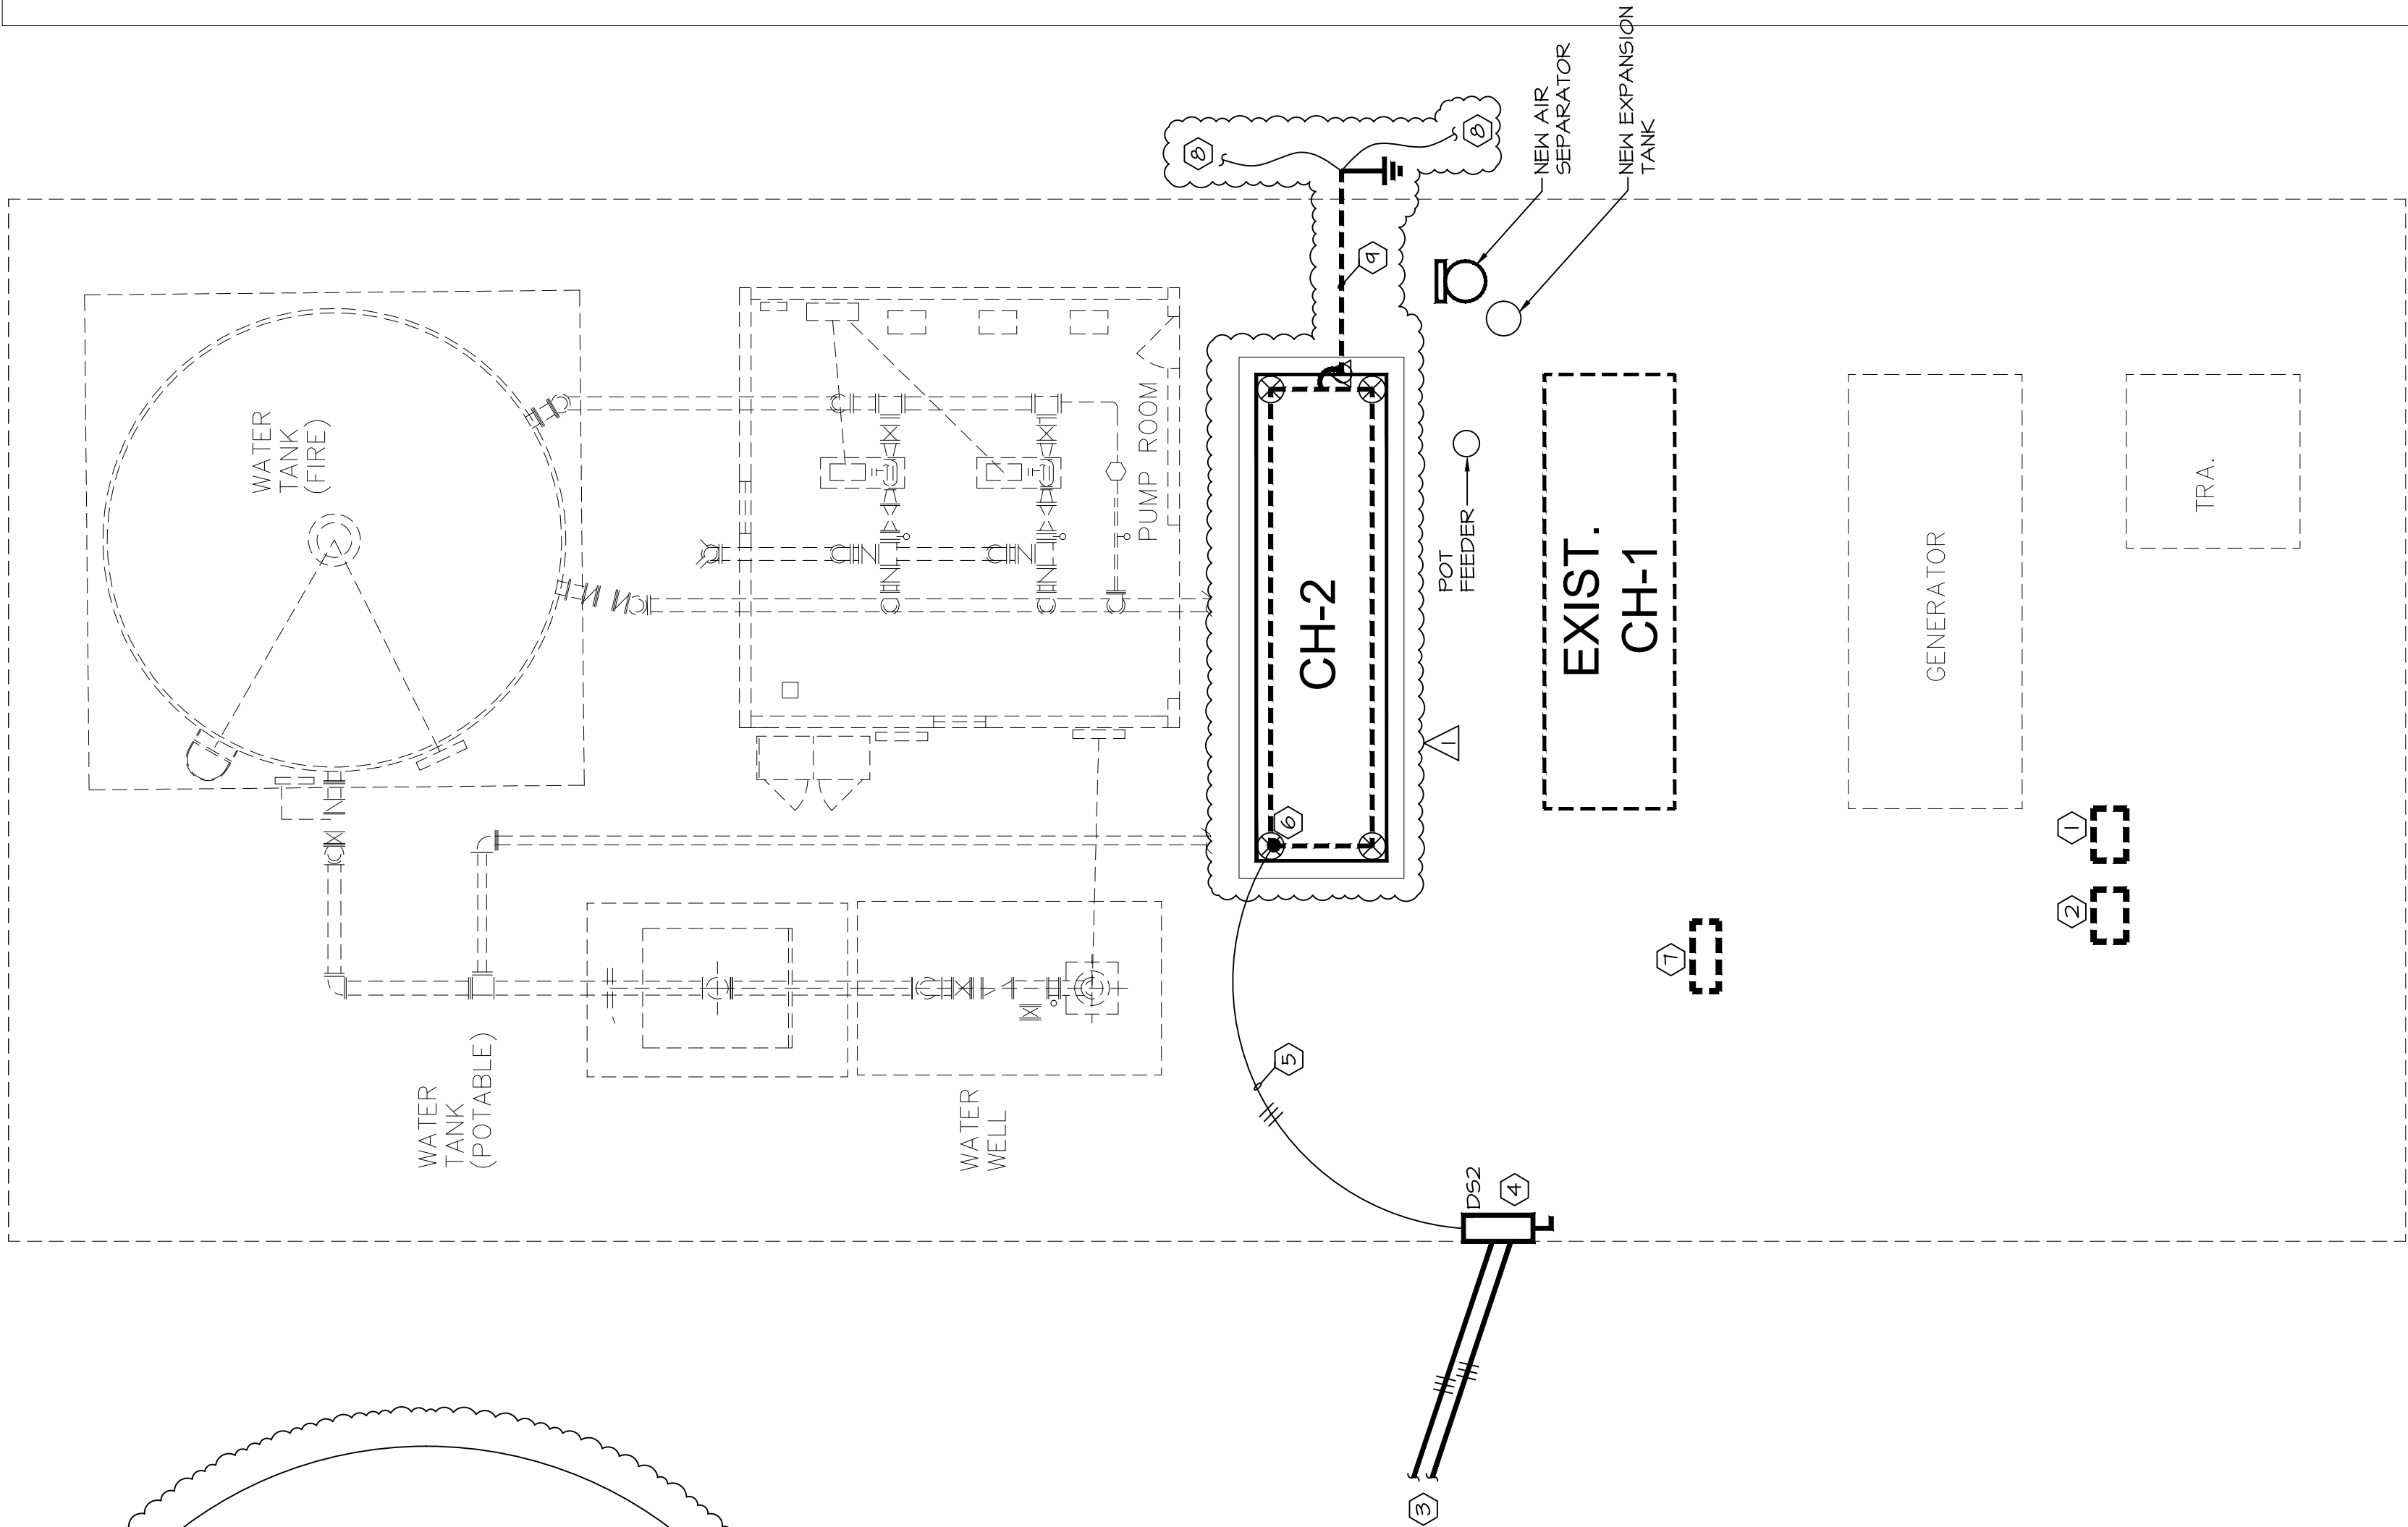 WATER
TANK
(FIRE)
PUMP ROOM
8
8
NEW AIR
SEPARATOR
NEW EXPANSION
TANK
9
CH-2
POT
FEEDER
EXIST.
CH-1
GENERATOR
TRA.
1
6
1
2
7
WATER
TANK
(POTABLE)
WATER
WELL
5
DS2
4
3